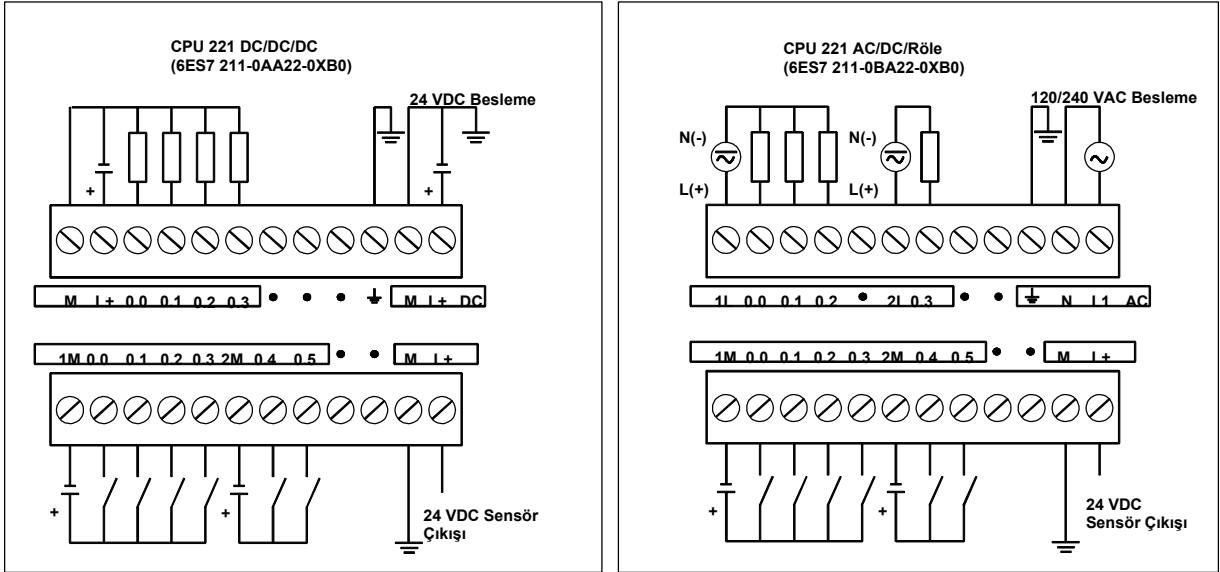 CPU 221 DC/DC/DC
(6ES7 211-0AA22-0XB0)
24 VDC Besleme
+
+
M L+ 0.0 0.1 0.2 0.3 • • • ⏚ M L+ DC
1M 0.0 0.1 0.2 0.3 2M 0.4 0.5 • • M L+
+
+
24 VDC Sensör
Çıkışı
CPU 221 AC/DC/Röle
(6ES7 211-0BA22-0XB0)
120/240 VAC Besleme
N(-)
N(-)
L(+)
L(+)
1L 0.0 0.1 0.2 • 2L 0.3 • • ⏚ N L1 AC
1M 0.0 0.1 0.2 0.3 2M 0.4 0.5 • • M L+
+
+
24 VDC
Sensör Çıkışı